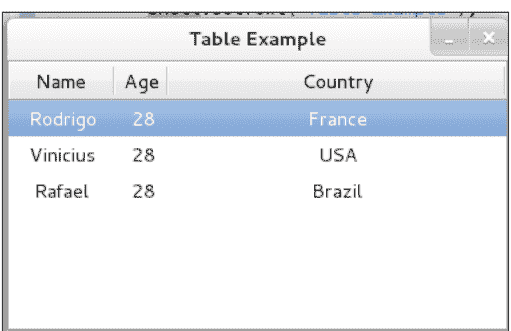 Table Example
Name Age Country
Rodrigo 28 France
Vinicius 28 USA
Rafael 28 Brazil